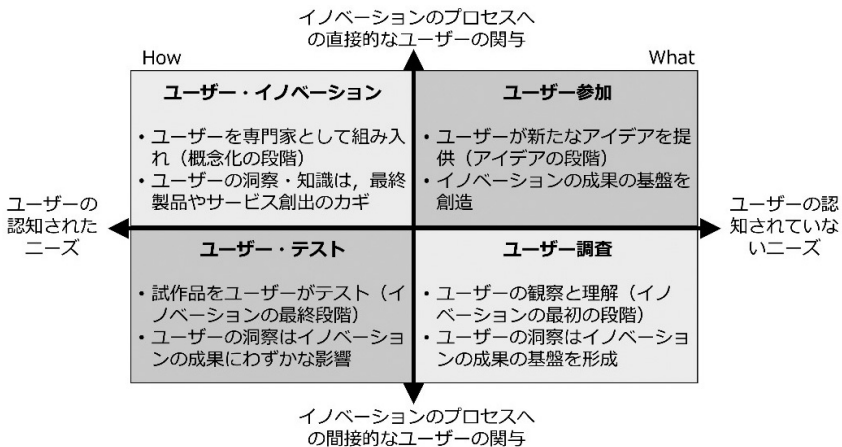 イノベーションのプロセスへ
の直接的なユーザーの関与
How
What
ユーザー・イノベーション
・ユーザーを専門家として組み入
れ（概念化の段階）
・ユーザーの洞察・知識は，最終
製品やサービス創出のカギ
ユーザー参加
・ユーザーが新たなアイデアを提
供（アイデアの段階）
・イノベーションの成果の基盤を
創造
ユーザーの
認知された
ニーズ
ユーザーの認
知されていな
いニーズ
ユーザー・テスト
・試作品をユーザーがテスト（イ
ノベーションの最終段階）
・ユーザーの洞察はイノベーショ
ンの成果にわずかな影響
ユーザー調査
・ユーザーの観察と理解（イノ
ベーションの最初の段階）
・ユーザーの洞察はイノベーショ
ンの成果の基盤を形成
イノベーションのプロセスへ
の間接的なユーザーの関与